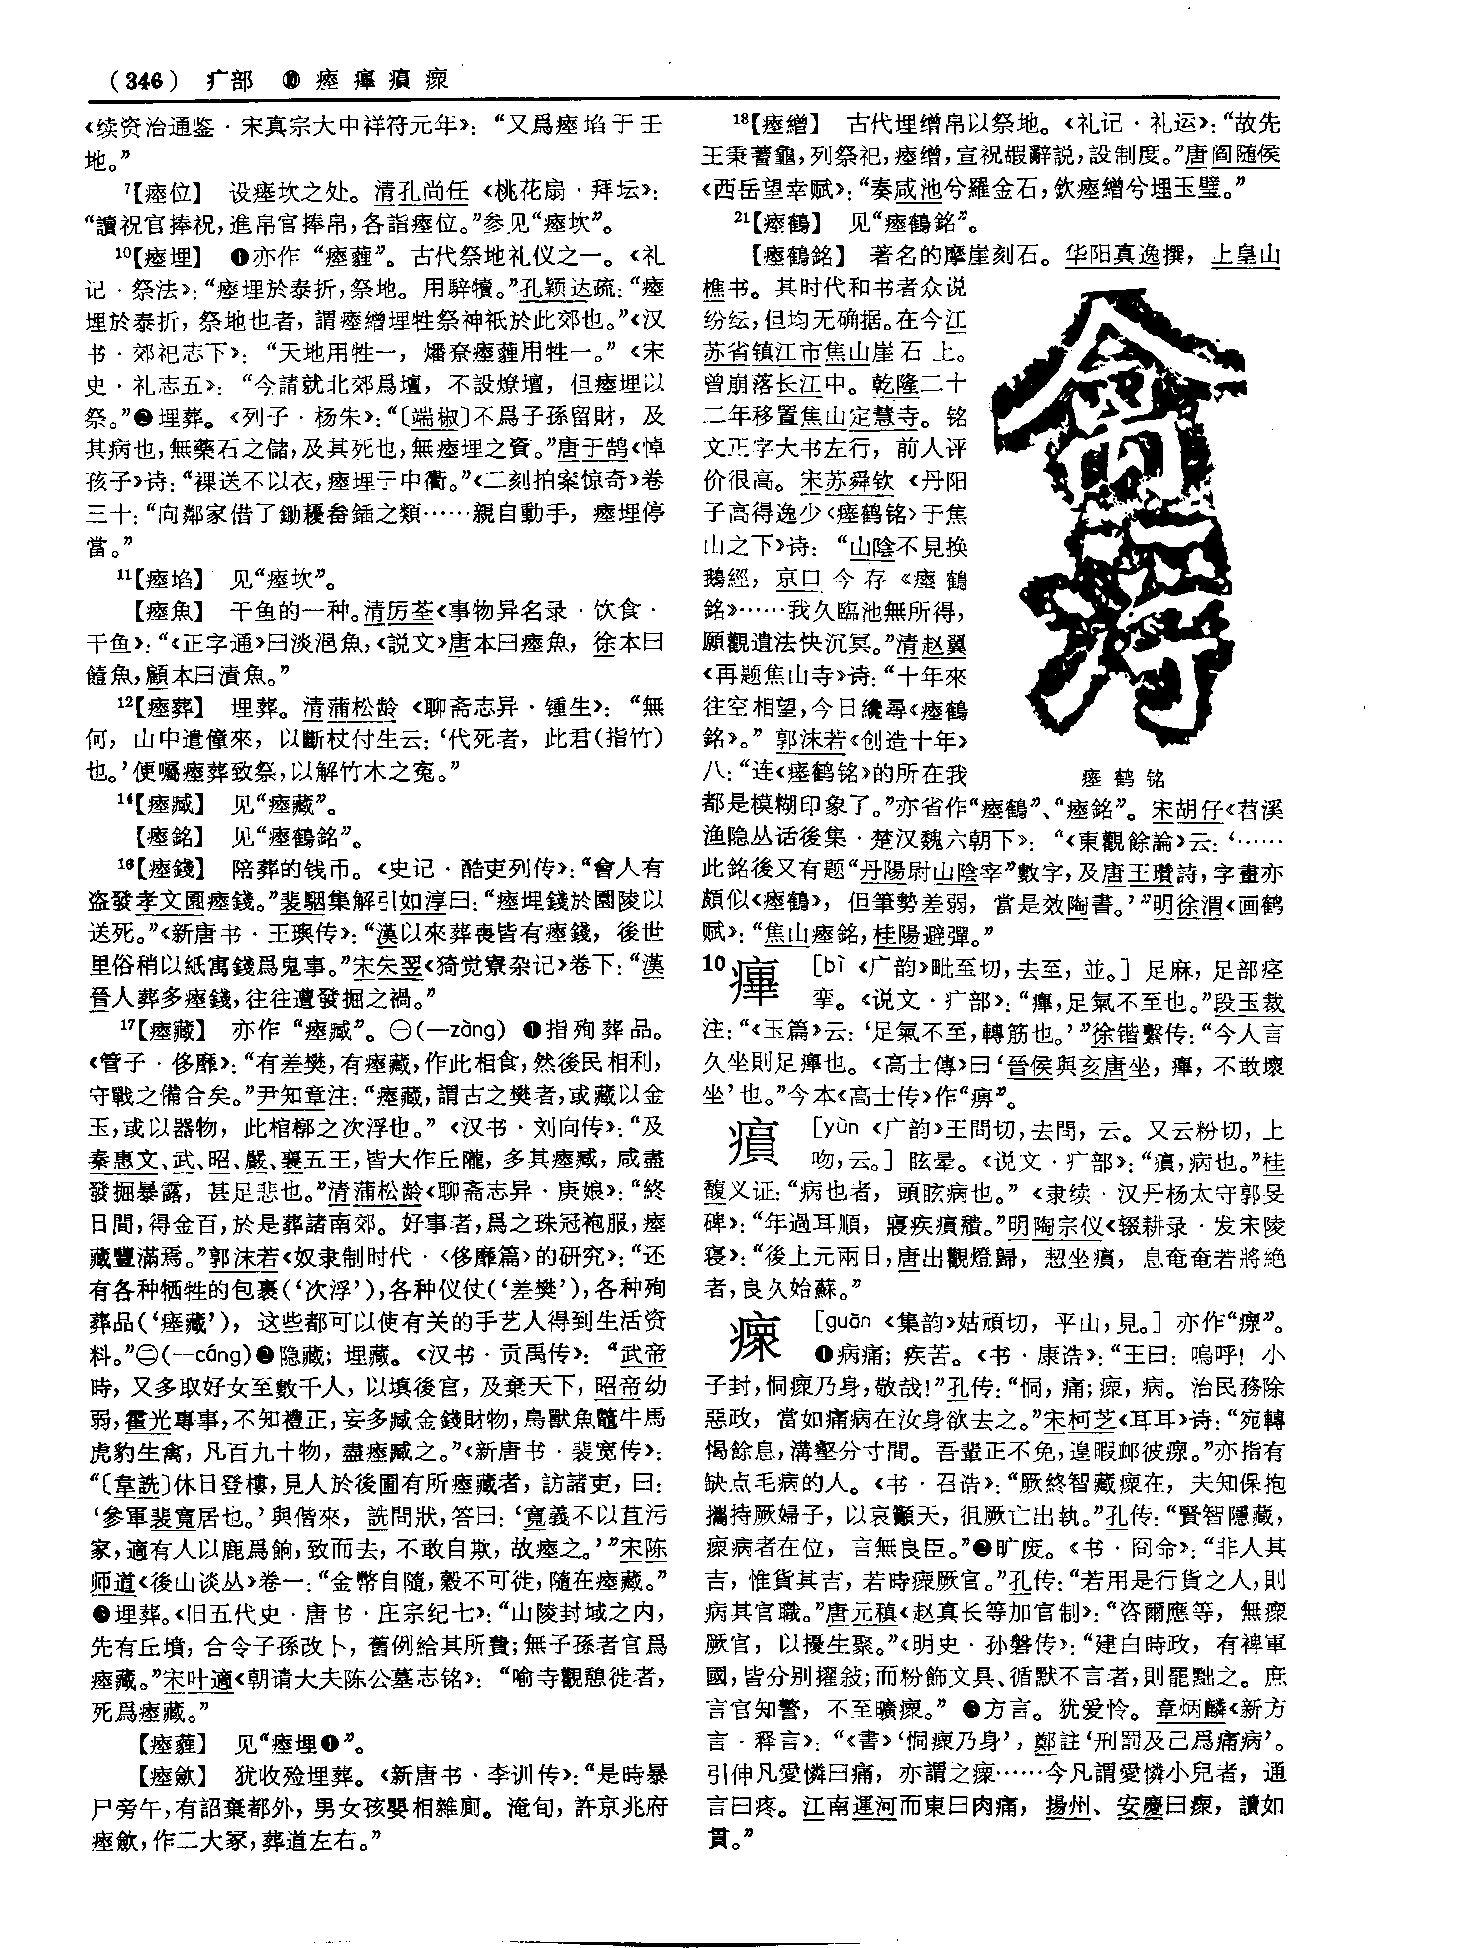 (346) 疒部 ❿ 瘞㿙㾵瘝
《续资治通鉴·宋真宗大中祥符元年》：“又爲瘞埳于壬
地。”
7【瘞位】 设瘞坎之处。清孔尚任《桃花扇·拜坛》：
“讀祝官捧祝，進帛官捧帛，各詣瘞位。”参见“瘞坎”。
10【瘞埋】 ❶亦作“瘞薶”。古代祭地礼仪之一。《礼
记·祭法》：“瘞埋於泰折，祭地。用騂犢。”孔颖达疏：“瘞
埋於泰折，祭地也者，謂瘞繒埋牲祭神祇於此郊也。”《汉
书·郊祀志下》：“天地用牲一，燔尞瘞薶用牲一。”《宋
史·礼志五》：“今請就北郊爲壇，不設燎壇，但瘞埋以
祭。”❷埋葬。《列子·杨朱》：“〔端椒〕不爲子孫留財，及
其病也，無藥石之儲，及其死也，無瘞埋之資。”唐于鹄《悼
孩子》诗：“裸送不以衣，瘞埋于中衢。”《二刻拍案惊奇》卷
三十：“向鄰家借了鋤耰畚鍤之類……親自動手，瘞埋停
當。”
11【瘞埳】 见“瘞坎”。
【瘞魚】 干鱼的一种。清厉荃《事物异名录·饮食·
干鱼》：“《正字通》曰淡浥魚，《説文》唐本曰瘞魚，徐本曰
饐魚，顧本曰漬魚。”
12【瘞葬】 埋葬。清蒲松龄《聊斋志异·锺生》：“無
何，山中遣僮來，以斷杖付生云：‘代死者，此君（指竹）
也。’便囑瘞葬致祭，以解竹木之寃。”
14【瘞臧】 见“瘞藏”。
【瘞銘】 见“瘞鶴銘”。
16【瘞錢】 陪葬的钱币。《史记·酷吏列传》：“會人有
盗發孝文園瘞錢。”裴駰集解引如淳曰：“瘞埋錢於園陵以
送死。”《新唐书·王璵传》：“漢以來葬喪皆有瘞錢，後世
里俗稍以紙寓錢爲鬼事。”宋朱翌《猗觉寮杂记》卷下：“漢
晉人葬多瘞錢，往往遭發掘之禍。”
17【瘞藏】 亦作“瘞臧”。㊀(—zàng) ❶指殉葬品。
《管子·侈靡》：“有差樊，有瘞藏，作此相食，然後民相利，
守戰之備合矣。”尹知章注：“瘞藏，謂古之樊者，或藏以金
玉，或以器物，此棺槨之次浮也。”《汉书·刘向传》：“及
秦惠文、武、昭、嚴、襄五王，皆大作丘隴，多其瘞臧，咸盡
發掘暴露，甚足悲也。”清蒲松龄《聊斋志异·庚娘》：“終
日間，得金百，於是葬諸南郊。好事者，爲之珠冠袍服，瘞
藏豐滿焉。”郭沫若《奴隶制时代·〈侈靡篇〉的研究》：“还
有各种牺牲的包裹（‘次浮’），各种仪仗（‘差樊’），各种殉
葬品（‘瘞藏’），这些都可以使有关的手艺人得到生活资
料。”㊁(—cáng)❷隐藏；埋藏。《汉书·贡禹传》：“武帝
時，又多取好女至數千人，以填後宫，及棄天下，昭帝幼
弱，霍光專事，不知禮正，妄多臧金錢財物，鳥獸魚鼈牛馬
虎豹生禽，凡百九十物，盡瘞臧之。”《新唐书·裴宽传》：
“〔韋詵〕休日登樓，見人於後圃有所瘞藏者，訪諸吏，曰：
‘參軍裴寬居也。’與偕來，詵問狀，答曰：‘寬義不以苴污
家，適有人以鹿爲餉，致而去，不敢自欺，故瘞之。’”宋陈
师道《後山谈丛》卷一：“金幣自隨，穀不可徙，隨在瘞藏。”
❸埋葬。《旧五代史·唐书·庄宗纪七》：“山陵封域之内，
先有丘墳，合令子孫改卜，舊例給其所費；無子孫者官爲
瘞藏。”宋叶適《朝请大夫陈公墓志铭》：“喻寺觀憩徙者，
死爲瘞藏。”
【瘞薶】 见“瘞埋❶”。
【瘞歛】 犹收殓埋葬。《新唐书·李训传》：“是時暴
尸旁午，有詔棄都外，男女孩嬰相雜厠。淹旬，許京兆府
瘞歛，作二大冢，葬道左右。”
18【瘞繒】 古代埋缯帛以祭地。《礼记·礼运》：“故先
王秉蓍龜，列祭祀，瘞繒，宣祝嘏辭説，設制度。”唐阎随侯
《西岳望幸赋》：“奏咸池兮羅金石，欽瘞繒兮埋玉璧。”
21【瘞鶴】 见“瘞鶴銘”。
【瘞鶴銘】 著名的摩崖刻石。华阳真逸撰，上皇山
樵书。其时代和书者众说
纷纭，但均无确据。在今江
苏省镇江市焦山崖石上。
曾崩落长江中。乾隆二十
二年移置焦山定慧寺。铭
文正字大书左行，前人评
价很高。宋苏舜钦《丹阳
子高得逸少〈瘞鹤铭〉于焦
山之下》诗：“山陰不見换
鵝經，京口今存《瘞鶴
銘》……我久臨池無所得，
願觀遺法快沉冥。”清赵翼
《再题焦山寺》诗：“十年來
往空相望，今日纔尋《瘞鶴
銘》。”郭沫若《创造十年》
八：“连《瘞鹤铭》的所在我
瘞鹤铭
都是模糊印象了。”亦省作“瘞鶴”、“瘞銘”。宋胡仔《苕溪
渔隐丛话後集·楚汉魏六朝下》：“《東觀餘論》云：‘……
此銘後又有题“丹陽尉山陰宰”數字，及唐王瓚詩，字畫亦
頗似《瘞鶴》，但筆勢差弱，當是效陶書。’”明徐渭《画鹤
赋》：“焦山瘞銘，桂陽避彈。”
10㿙 [bì《广韵》毗至切，去至，並。] 足麻，足部痉
挛。《说文·疒部》：“㿙，足氣不至也。”段玉裁
注：“《玉篇》云：‘足氣不至，轉筋也。’”徐锴繫传：“今人言
久坐則足㿙也。《高士傳》曰‘晉侯與亥唐坐，㿙，不敢壞
坐’也。”今本《高士传》作“痹”。
㾵 [yùn《广韵》王問切，去問，云。又云粉切，上
吻，云。] 眩晕。《说文·疒部》：“㾵，病也。”桂
馥义证：“病也者，頭眩病也。”《隶续·汉丹杨太守郭旻
碑》：“年過耳順，寢疾㾵㿉。”明陶宗仪《辍耕录·发宋陵
寝》：“後上元兩日，唐出觀燈歸，忽坐㾵，息奄奄若將絶
者，良久始蘇。”
瘝 [guān《集韵》姑頑切，平山，見。] 亦作“瘝”。
❶病痛；疾苦。《书·康诰》：“王曰：嗚呼！小
子封，恫瘝乃身，敬哉！”孔传：“恫，痛；瘝，病。治民務除
惡政，當如痛病在汝身欲去之。”宋柯芝《耳耳》诗：“宛轉
惕餘息，溝壑分寸間。吾輩正不免，遑暇卹彼瘝。”亦指有
缺点毛病的人。《书·召诰》：“厥終智藏瘝在，夫知保抱
攜持厥婦子，以哀籲天，徂厥亡出執。”孔传：“賢智隱藏，
瘝病者在位，言無良臣。”❷旷废。《书·冏命》：“非人其
吉，惟貨其吉，若時瘝厥官。”孔传：“若用是行貨之人，則
病其官職。”唐元稹《赵真长等加官制》：“咨爾應等，無瘝
厥官，以擾生聚。”《明史·孙磐传》：“建白時政，有裨軍
國，皆分别擢敍；而粉飾文具、循默不言者，則罷黜之。庶
言官知警，不至曠瘝。”❸方言。犹爱怜。章炳麟《新方
言·释言》：“《書》‘恫瘝乃身’，鄭註‘刑罰及己爲痛病’。
引伸凡愛憐曰痛，亦謂之瘝……今凡謂愛憐小兒者，通
言曰疼。江南運河而東曰肉痛，揚州、安慶曰瘝，讀如
貫。”